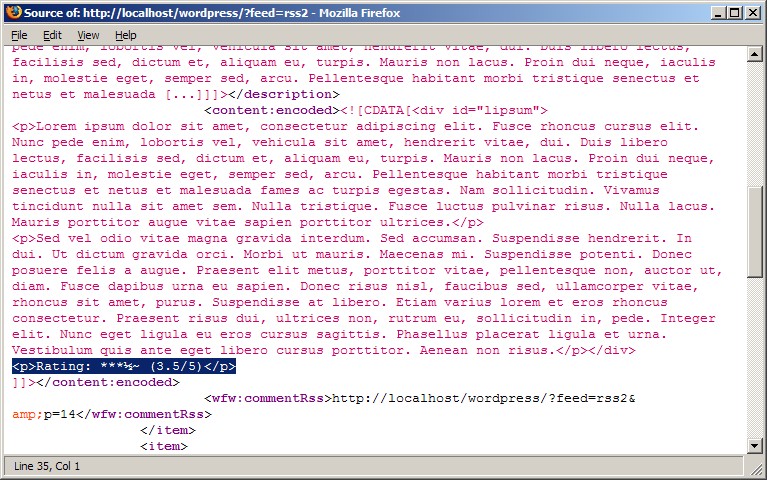 Source of: http://localhost/wordpress/?feed=rss2 - Mozilla Firefox
File Edit View Help
pede enim, lobortis vel, vehicula sit amet, hendrerit vitae, dui. Duis libero lectus,
facilisis sed, dictum et, aliquam eu, turpis. Mauris non lacus. Proin dui neque, iaculis
in, molestie eget, semper sed, arcu. Pellentesque habitant morbi tristique senectus et
netus et malesuada [...]]]></description>
<content:encoded><![CDATA[<div id="lipsum">
<p>Lorem ipsum dolor sit amet, consectetur adipiscing elit. Fusce rhoncus cursus elit.
Nunc pede enim, lobortis vel, vehicula sit amet, hendrerit vitae, dui. Duis libero
lectus, facilisis sed, dictum et, aliquam eu, turpis. Mauris non lacus. Proin dui neque,
iaculis in, molestie eget, semper sed, arcu. Pellentesque habitant morbi tristique
senectus et netus et malesuada fames ac turpis egestas. Nam sollicitudin. Vivamus
tincidunt nulla sit amet sem. Nulla tristique. Fusce luctus pulvinar risus. Nulla lacus.
Mauris porttitor augue vitae sapien porttitor ultrices.</p>
<p>Sed vel odio vitae magna gravida interdum. Sed accumsan. Suspendisse hendrerit. In
dui. Ut dictum gravida orci. Morbi ut mauris. Maecenas mi. Suspendisse potenti. Donec
posuere felis a augue. Praesent elit metus, porttitor vitae, pellentesque non, auctor ut,
diam. Fusce dapibus urna eu sapien. Donec risus nisl, faucibus sed, ullamcorper vitae,
rhoncus sit amet, purus. Suspendisse at libero. Etiam varius lorem et eros rhoncus
consectetur. Praesent risus dui, ultrices non, rutrum eu, sollicitudin in, pede. Integer
elit. Nunc eget ligula eu eros cursus sagittis. Phasellus placerat ligula et urna.
Vestibulum quis ante eget libero cursus porttitor. Aenean non risus.</p></div>
<p>Rating: ***½~ (3.5/5)</p>
]]></content:encoded>
<wfw:commentRss>http://localhost/wordpress/?feed=rss2&
amp;p=14</wfw:commentRss>
</item>
<item>
Line 35, Col 1